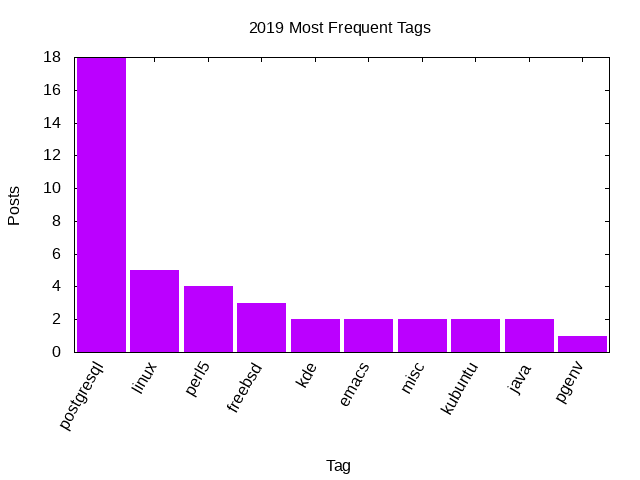 2019 Most Frequent Tags
18
16
14
12
10
8
6
4
2
0
Posts
postgresql
linux
perl5
freebsd
kde
emacs
misc
kubuntu
java
pgenv
Tag